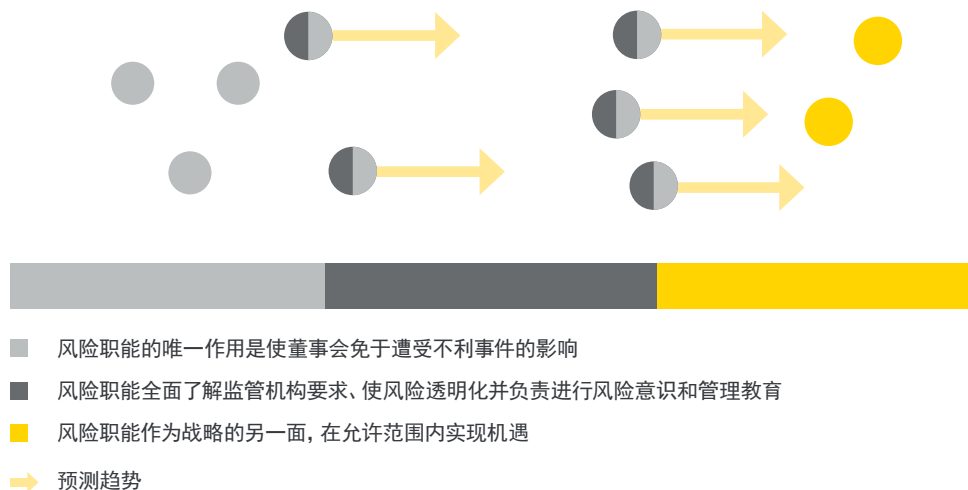 风险职能的唯一作用是使董事会免于遭受不利事件的影响
风险职能全面了解监管机构要求、使风险透明化并负责进行风险意识和管理教育
风险职能作为战略的另一面, 在允许范围内实现机遇
预测趋势